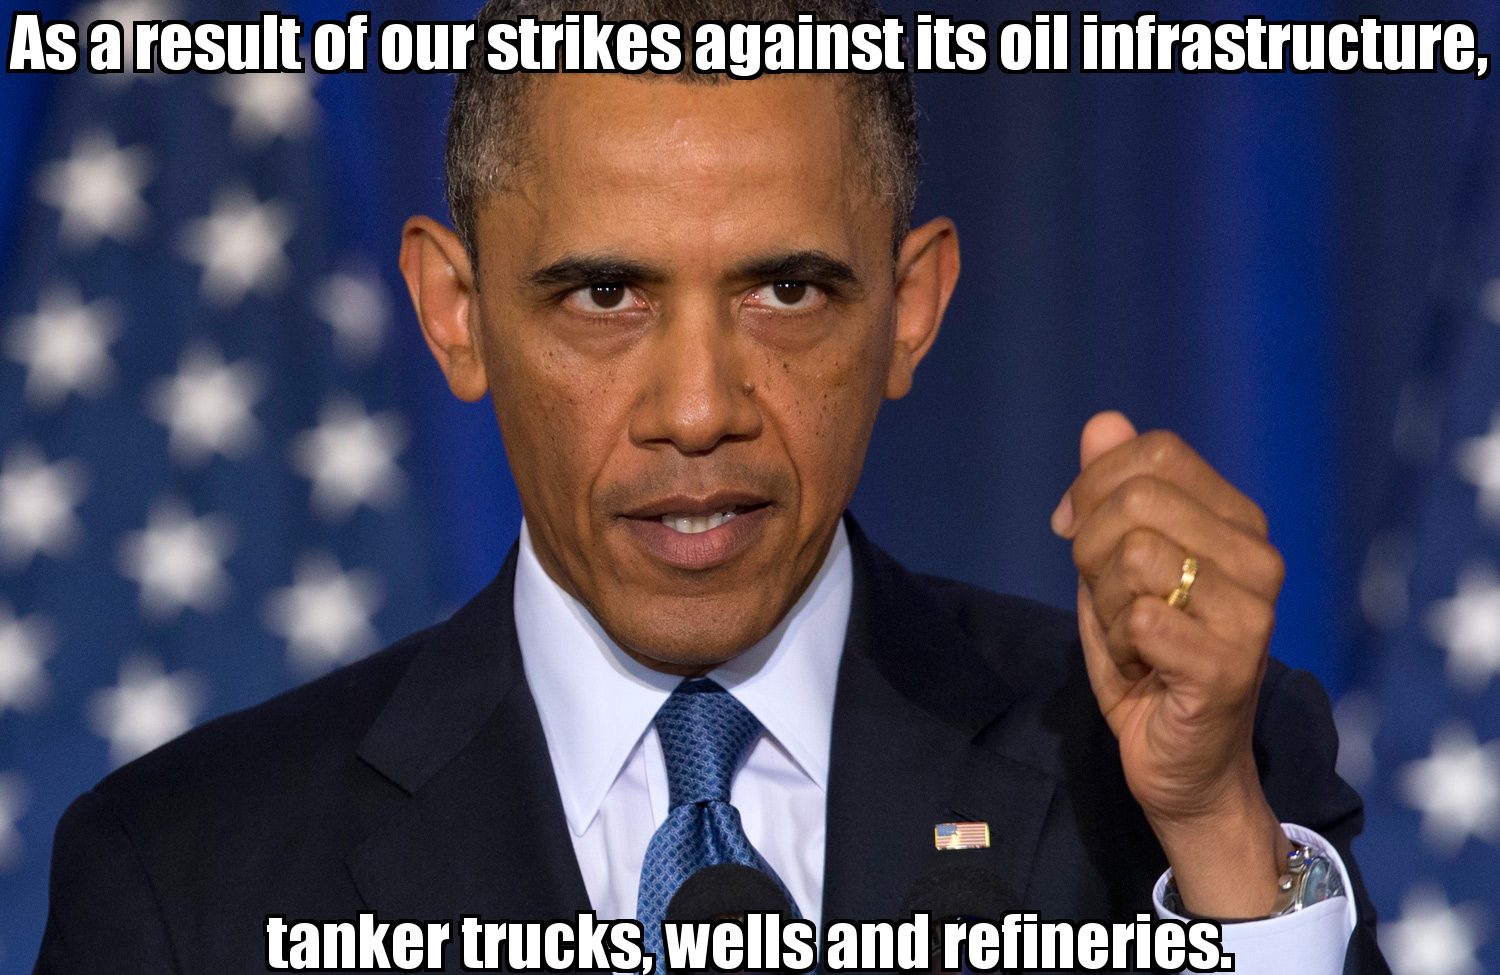 As a result of our strikes against its oil infrastructure,
tanker trucks, wells and refineries.